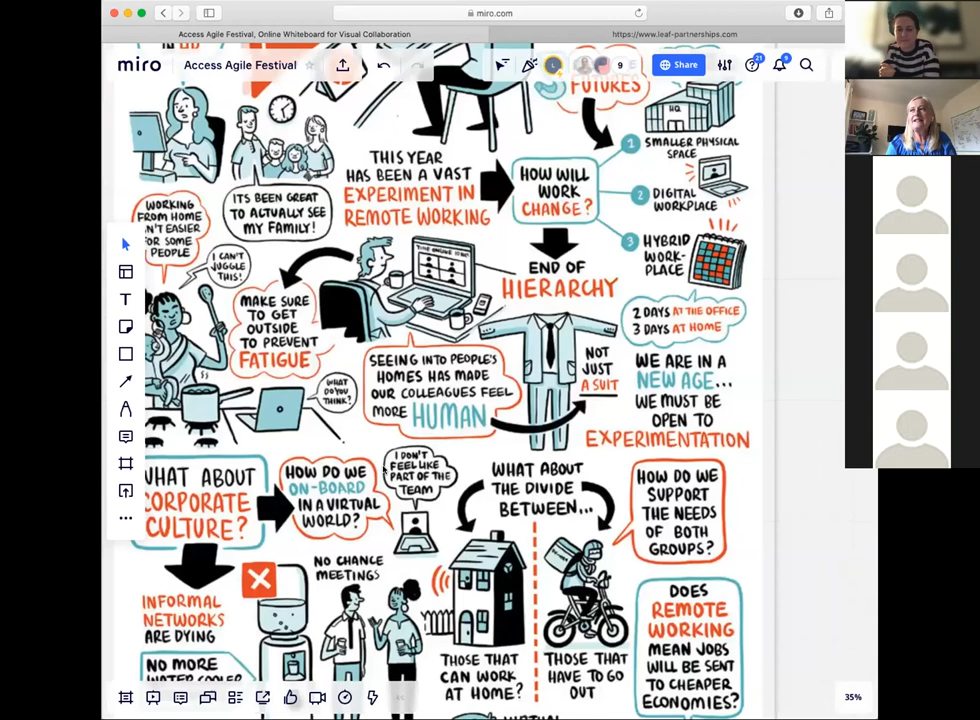 miro.com
Access Agile Festival, Online Whiteboard for Visual Collaboration
https://www.leaf-partnerships.com
miro
Access Agile Festival
L
9
Share
21
9
FUTURES
HQ
1 SMALLER PHYSICAL
SPACE
2 DIGITAL
WORKPLACE
3 HYBRID
WORK-
PLACE
THIS YEAR
HAS BEEN A VAST
EXPERIMENT IN
REMOTE WORKING
HOW WILL
WORK
CHANGE?
ITS BEEN GREAT
TO ACTUALLY SEE
MY FAMILY!
WORKING
FROM HOME
ISN'T EASIER
FOR SOME
PEOPLE
I CAN'T
JUGGLE
THIS!
END OF
HIERARCHY
2 DAYS AT THE OFFICE
3 DAYS AT HOME
MAKE SURE
TO GET
OUTSIDE
TO PREVENT
FATIGUE
SEEING INTO PEOPLE'S
HOMES HAS MADE
OUR COLLEAGUES FEEL
MORE HUMAN
NOT
JUST
A SUIT
WE ARE IN A
NEW AGE...
WE MUST BE
OPEN TO
EXPERIMENTATION
WHAT
DO YOU
THINK?
WHAT ABOUT
CORPORATE
CULTURE?
HOW DO WE
ON-BOARD
IN A VIRTUAL
WORLD?
I DON'T
FEEL LIKE
PART OF THE
TEAM
WHAT ABOUT
THE DIVIDE
BETWEEN...
HOW DO WE
SUPPORT
THE NEEDS
OF BOTH
GROUPS?
NO CHANCE
MEETINGS
INFORMAL
NETWORKS
ARE DYING
NO MORE
WATER COOLER
THOSE THAT
CAN WORK
AT HOME?
THOSE THAT
HAVE TO GO
OUT
DOES
REMOTE
WORKING
MEAN JOBS
WILL BE SENT
TO CHEAPER
ECONOMIES?
VIRTUAL
35%